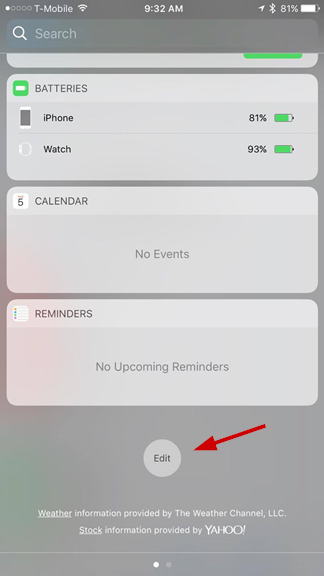 T-Mobile 9:32 AM 81%
Search
BATTERIES
iPhone 81%
Watch 93%
5
CALENDAR
No Events
REMINDERS
No Upcoming Reminders
Edit
Weather information provided by The Weather Channel, LLC.
Stock information provided by YAHOO!